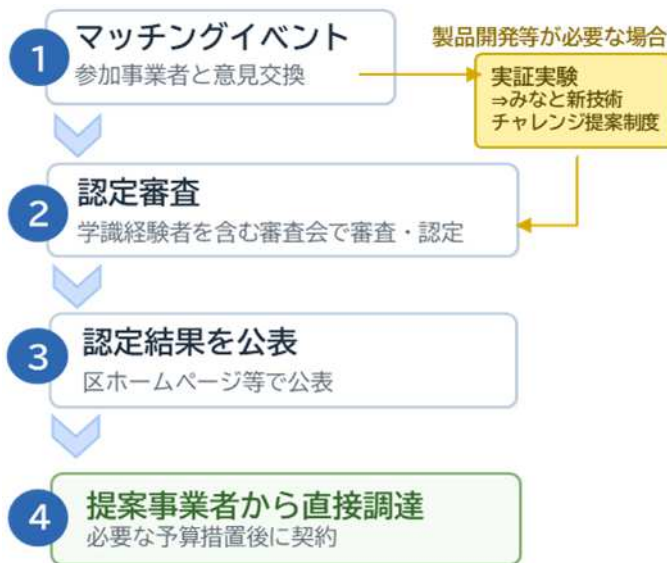 1
マッチングイベント
参加事業者と意見交換
製品開発等が必要な場合
実証実験
⇒みなと新技術
チャレンジ提案制度
2
認定審査
学識経験者を含む審査会で審査・認定
3
認定結果を公表
区ホームページ等で公表
4
提案事業者から直接調達
必要な予算措置後に契約